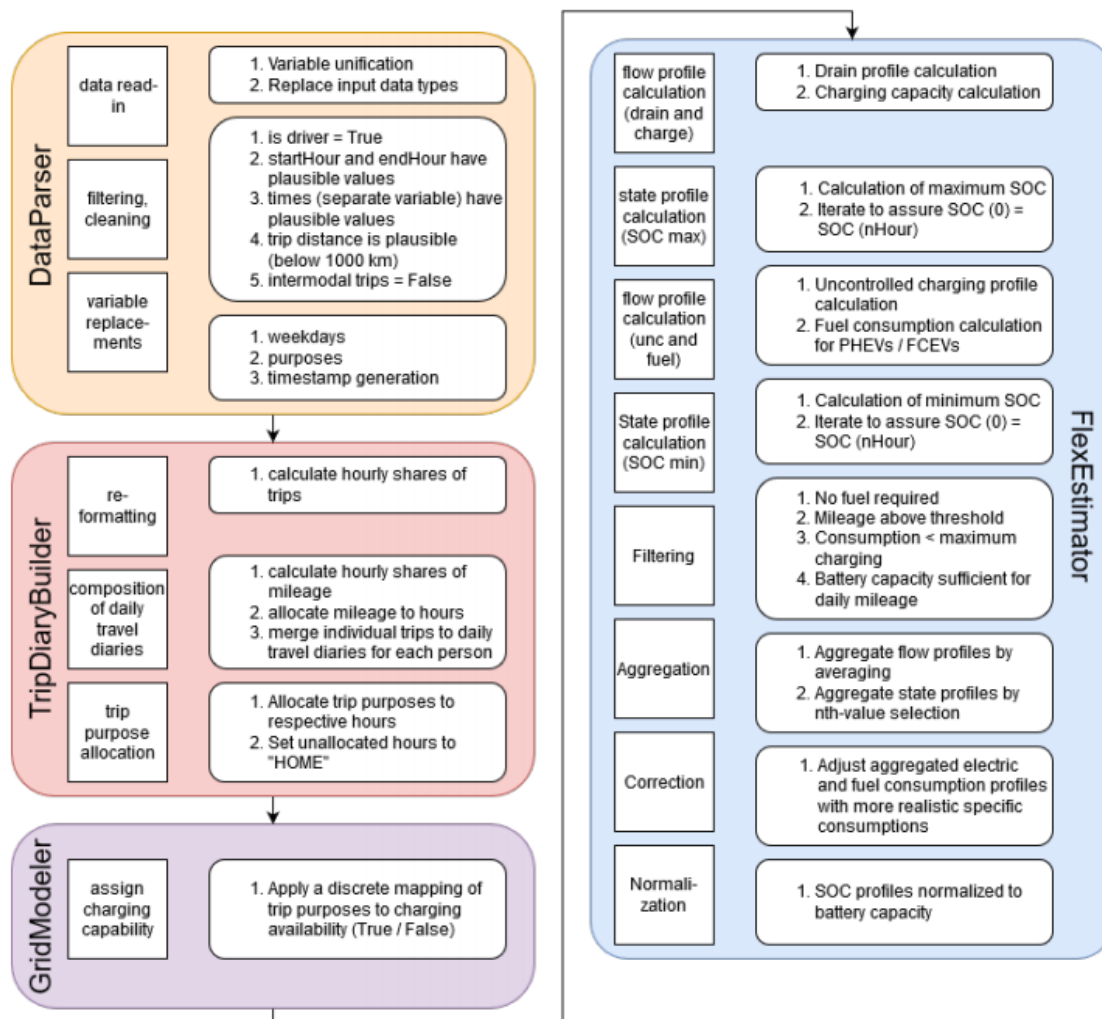 DataParser
data read-
in
1. Variable unification
2. Replace input data types
filtering,
cleaning
1. is driver = True
2. startHour and endHour have
plausible values
3. times (separate variable) have
plausible values
4. trip distance is plausible
(below 1000 km)
5. intermodal trips = False
variable
replace-
ments
1. weekdays
2. purposes
3. timestamp generation
TripDiaryBuilder
re-
formatting
1. calculate hourly shares of
trips
composition
of daily
travel
diaries
1. calculate hourly shares of
mileage
2. allocate mileage to hours
3. merge individual trips to daily
travel diaries for each person
trip
purpose
allocation
1. Allocate trip purposes to
respective hours
2. Set unallocated hours to
"HOME"
GridModeler
assign
charging
capability
1. Apply a discrete mapping of
trip purposes to charging
availability (True / False)
FlexEstimator
flow profile
calculation
(drain and
charge)
1. Drain profile calculation
2. Charging capacity calculation
state profile
calculation
(SOC max)
1. Calculation of maximum SOC
2. Iterate to assure SOC (0) =
SOC (nHour)
flow profile
calculation
(unc and
fuel)
1. Uncontrolled charging profile
calculation
2. Fuel consumption calculation
for PHEVs / FCEVs
State profile
calculation
(SOC min)
1. Calculation of minimum SOC
2. Iterate to assure SOC (0) =
SOC (nHour)
Filtering
1. No fuel required
2. Mileage above threshold
3. Consumption < maximum
charging
4. Battery capacity sufficient for
daily mileage
Aggregation
1. Aggregate flow profiles by
averaging
2. Aggregate state profiles by
nth-value selection
Correction
1. Adjust aggregated electric
and fuel consumption profiles
with more realistic specific
consumptions
Normali-
zation
1. SOC profiles normalized to
battery capacity